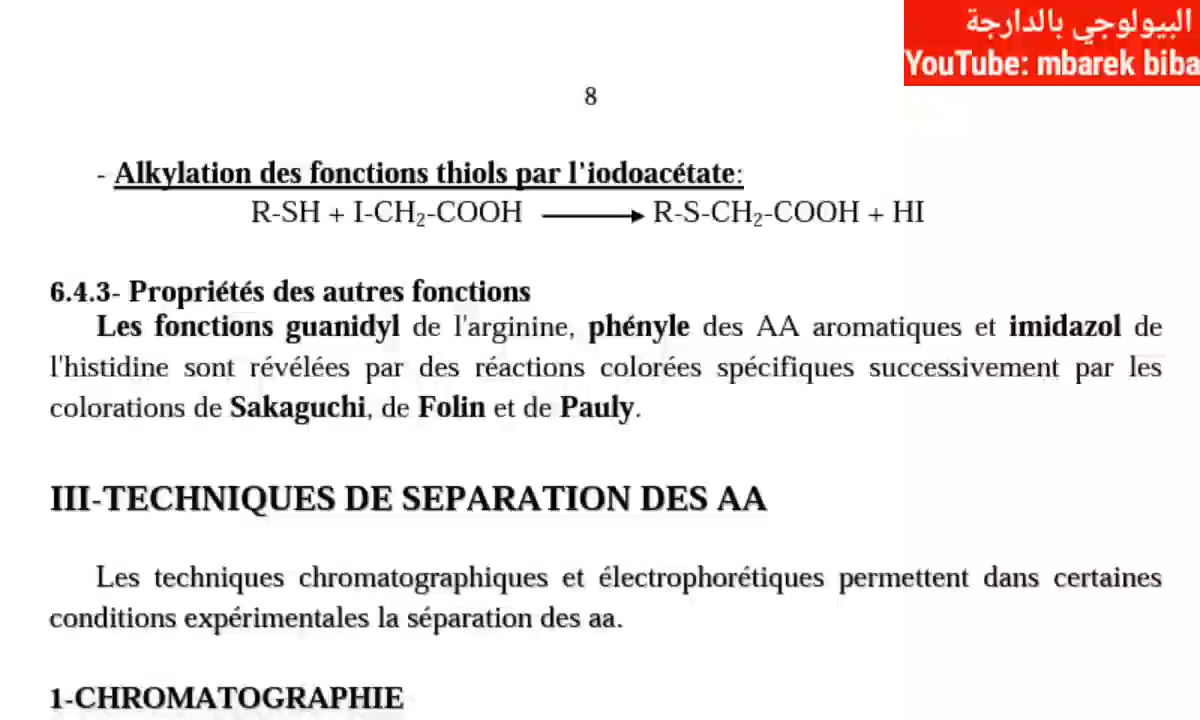 البيولوجي بالدارجة
YouTube: mbarek biba
8
- Alkylation des fonctions thiols par l'iodoacétate:
R-SH + I-CH₂-COOH ⟶ R-S-CH₂-COOH + HI
6.4.3- Propriétés des autres fonctions
Les fonctions guanidyl de l'arginine, phényle des AA aromatiques et imidazol de
l'histidine sont révélées par des réactions colorées spécifiques successivement par les
colorations de Sakaguchi, de Folin et de Pauly.
III-TECHNIQUES DE SEPARATION DES AA
Les techniques chromatographiques et électrophorétiques permettent dans certaines
conditions expérimentales la séparation des aa.
1-CHROMATOGRAPHIE